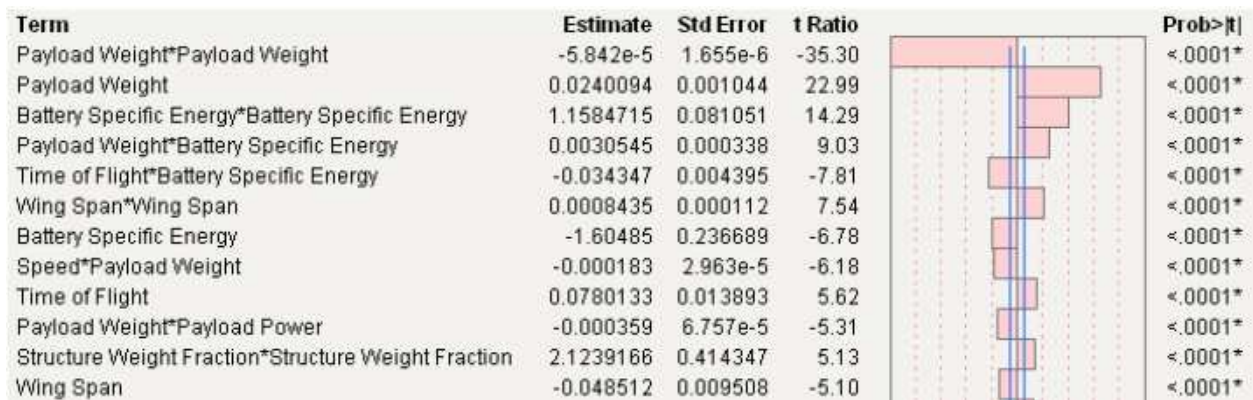 Term Estimate Std Error t Ratio Prob>|t|
Payload Weight*Payload Weight -5.842e-5 1.655e-6 -35.30 <.0001*
Payload Weight 0.0240094 0.001044 22.99 <.0001*
Battery Specific Energy*Battery Specific Energy 1.1584715 0.081051 14.29 <.0001*
Payload Weight*Battery Specific Energy 0.0030545 0.000338 9.03 <.0001*
Time of Flight*Battery Specific Energy -0.034347 0.004395 -7.81 <.0001*
Wing Span*Wing Span 0.0008435 0.000112 7.54 <.0001*
Battery Specific Energy -1.60485 0.236689 -6.78 <.0001*
Speed*Payload Weight -0.000183 2.963e-5 -6.18 <.0001*
Time of Flight 0.0780133 0.013893 5.62 <.0001*
Payload Weight*Payload Power -0.000359 6.757e-5 -5.31 <.0001*
Structure Weight Fraction*Structure Weight Fraction 2.1239166 0.414347 5.13 <.0001*
Wing Span -0.048512 0.009508 -5.10 <.0001*